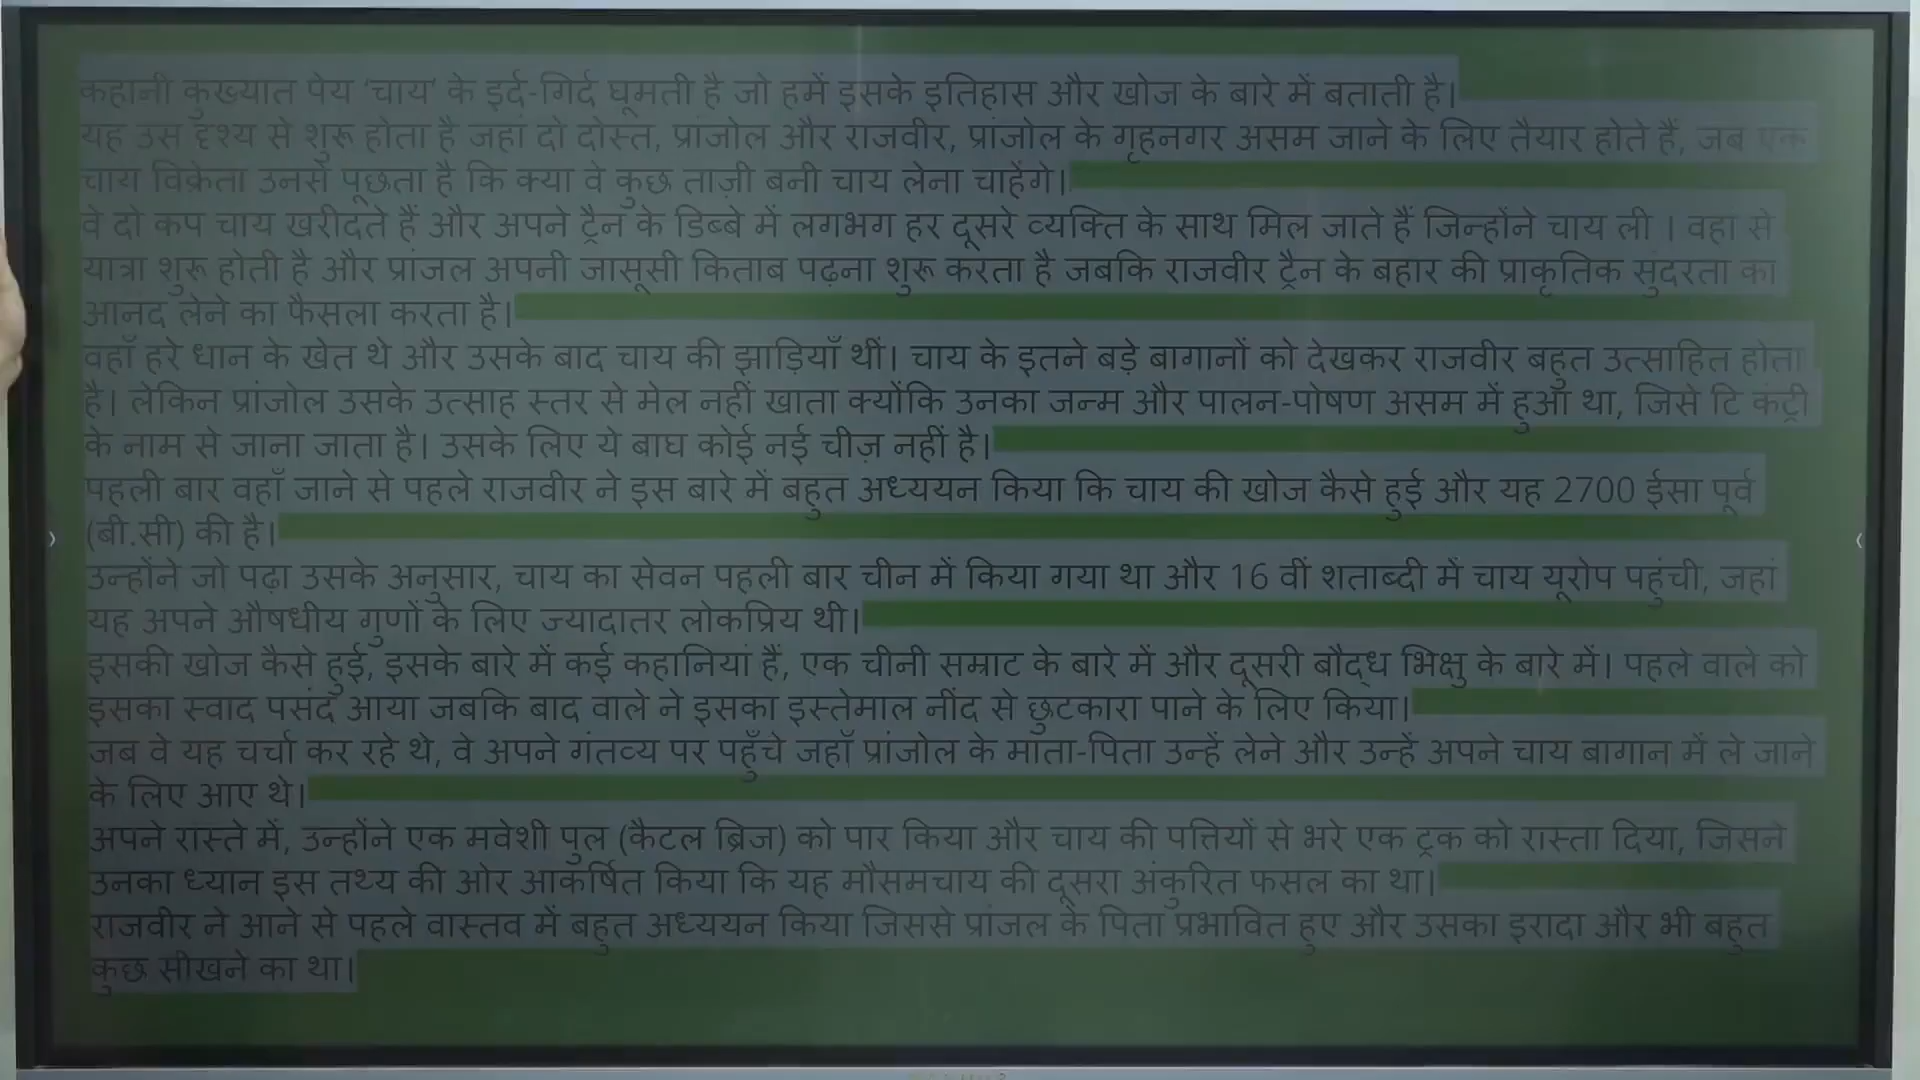 कहानी कुख्यात पेय 'चाय' के इर्द-गिर्द घूमती है जो हमें इसके इतिहास और खोज के बारे में बताती है।
यह उस दृश्य से शुरू होता है जहां दो दोस्त, प्रांजोल और राजवीर, प्रांजोल के गृहनगर असम जाने के लिए तैयार होते हैं, जब एक
चाय विक्रेता उनसे पूछता है कि क्या वे कुछ ताज़ी बनी चाय लेना चाहेंगे।
वे दो कप चाय खरीदते हैं और अपने ट्रैन के डिब्बे में लगभग हर दूसरे व्यक्ति के साथ मिल जाते हैं जिन्होंने चाय ली । वहा से
यात्रा शुरू होती है और प्रांजल अपनी जासूसी किताब पढ़ना शुरू करता है जबकि राजवीर ट्रैन के बहार की प्राकृतिक सुंदरता का
आनंद लेने का फैसला करता है।
वहाँ हरे धान के खेत थे और उसके बाद चाय की झाड़ियाँ थीं। चाय के इतने बड़े बागानों को देखकर राजवीर बहुत उत्साहित होता
है। लेकिन प्रांजोल उसके उत्साह स्तर से मेल नहीं खाता क्योंकि उनका जन्म और पालन-पोषण असम में हुआ था, जिसे टि कंट्री
के नाम से जाना जाता है। उसके लिए ये बाघ कोई नई चीज़ नहीं है।
पहली बार वहाँ जाने से पहले राजवीर ने इस बारे में बहुत अध्ययन किया कि चाय की खोज कैसे हुई और यह 2700 ईसा पूर्व
(बी.सी) की है।
उन्होंने जो पढ़ा उसके अनुसार, चाय का सेवन पहली बार चीन में किया गया था और 16 वीं शताब्दी में चाय यूरोप पहुंची, जहां
यह अपने औषधीय गुणों के लिए ज्यादातर लोकप्रिय थी।
इसकी खोज कैसे हुई, इसके बारे में कई कहानियां हैं, एक चीनी सम्राट के बारे में और दूसरी बौद्ध भिक्षु के बारे में। पहले वाले को
इसका स्वाद पसंद आया जबकि बाद वाले ने इसका इस्तेमाल नींद से छुटकारा पाने के लिए किया।
जब वे यह चर्चा कर रहे थे, वे अपने गंतव्य पर पहुँचे जहाँ प्रांजोल के माता-पिता उन्हें लेने और उन्हें अपने चाय बागान में ले जाने
के लिए आए थे।
अपने रास्ते में, उन्होंने एक मवेशी पुल (कैटल ब्रिज) को पार किया और चाय की पत्तियों से भरे एक ट्रक को रास्ता दिया, जिसने
उनका ध्यान इस तथ्य की ओर आकर्षित किया कि यह मौसमचाय की दूसरा अंकुरित फसल का था।
राजवीर ने आने से पहले वास्तव में बहुत अध्ययन किया जिससे प्रांजल के पिता प्रभावित हुए और उसका इरादा और भी बहुत
कुछ सीखने का था।